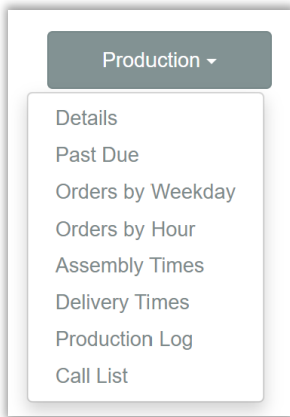 Production
Details
Past Due
Orders by Weekday
Orders by Hour
Assembly Times
Delivery Times
Production Log
Call List